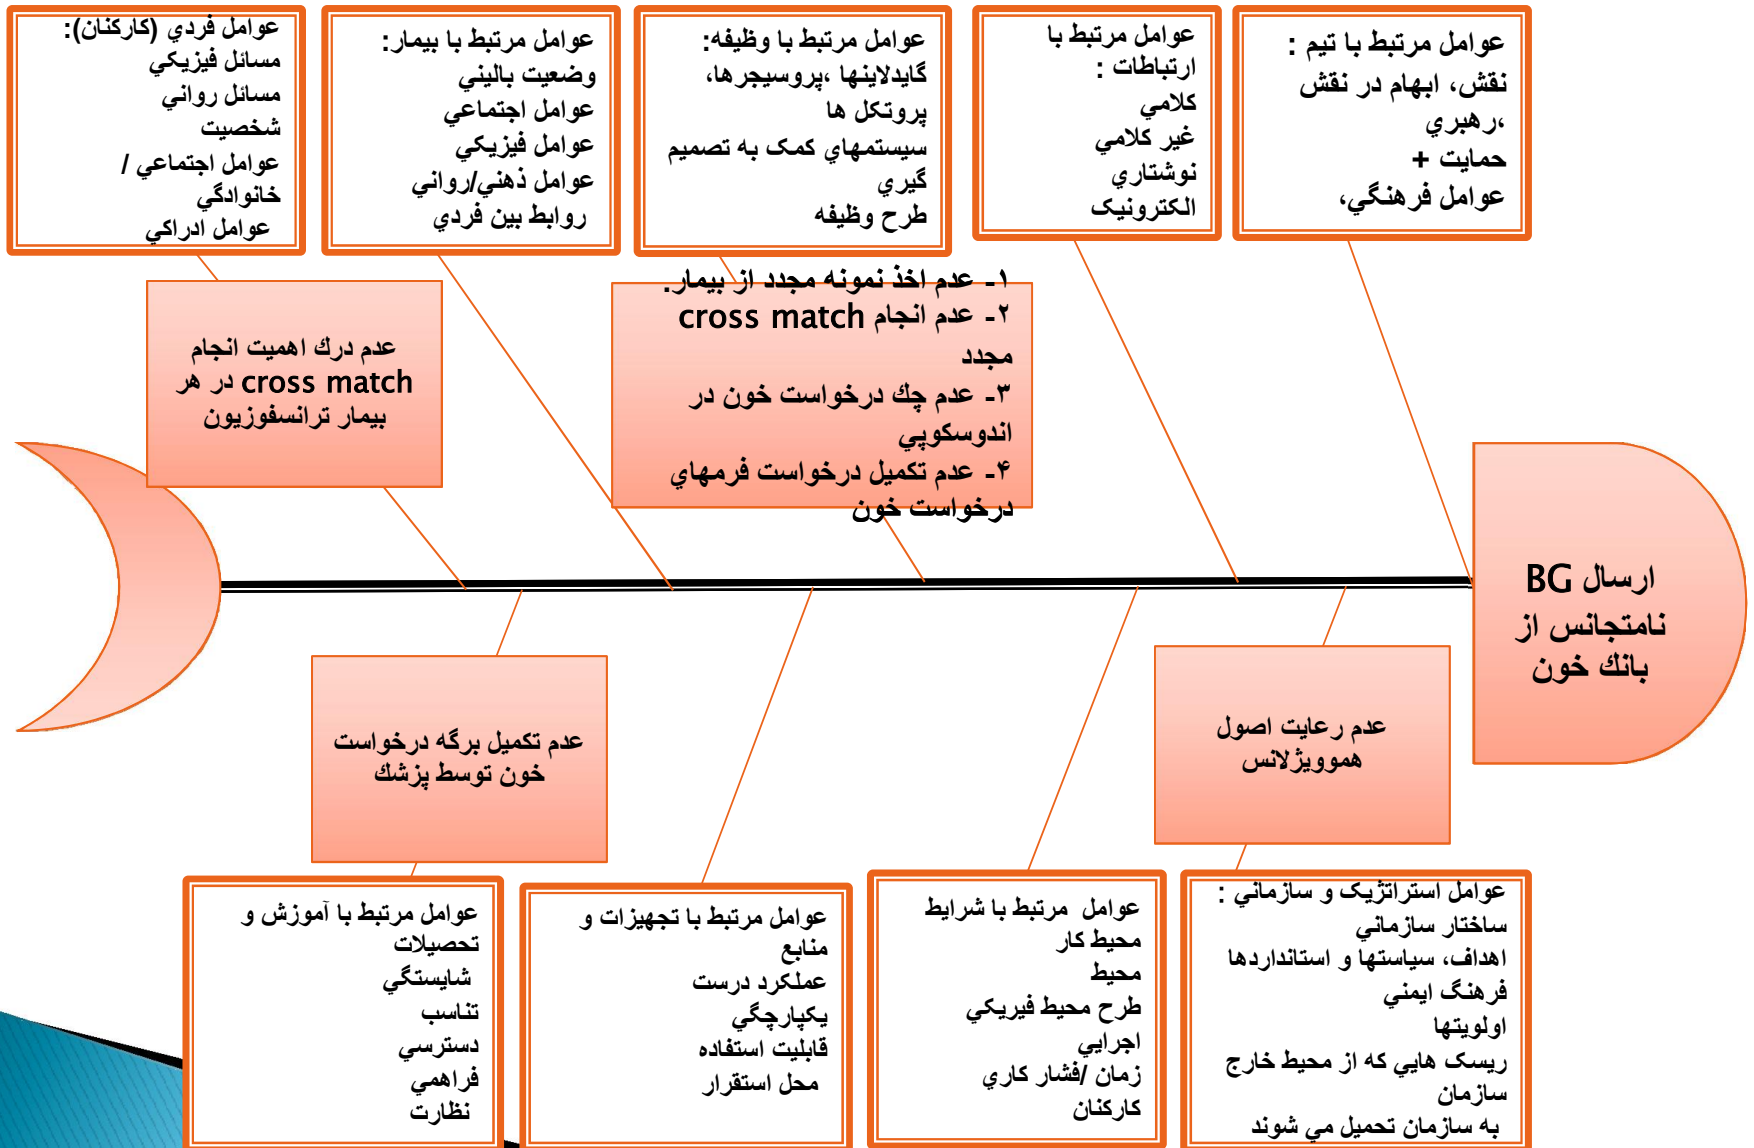 عوامل مرتبط با تيم :
نقش، ابهام در نقش
،رهبري
حمايت +
عوامل فرهنگي،
عوامل مرتبط با
ارتباطات :
كلامي
غير كلامي
نوشتاري
الكترونيک
عوامل مرتبط با وظيفه:
گايدلاينها ،پروسيجرها،
پروتكل ها
سيستمهاي كمک به تصميم
گيري
طرح وظيفه
عوامل مرتبط با بيمار:
وضعيت باليني
عوامل اجتماعي
عوامل فيزيكي
عوامل ذهني/رواني
روابط بين فردي
عوامل فردي (كاركنان):
مسائل فيزيكي
مسائل رواني
شخصيت
عوامل اجتماعي /
خانوادگي
عوامل ادراكي
۱- عدم اخذ نمونه مجدد از بيمار.
۲- عدم انجام cross match
مجدد
۳- عدم چك درخواست خون در
اندوسكوپي
۴- عدم تكميل درخواست فرمهاي
درخواست خون
عدم درك اهميت انجام
cross match در هر
بيمار ترانسفوزيون
ارسال BG
نامتجانس از
بانك خون
عدم رعايت اصول
هموويژلانس
عدم تكميل برگه درخواست
خون توسط پزشك
عوامل استراتژيک و سازماني :
ساختار سازماني
اهداف، سياستها و استانداردها
فرهنگ ايمني
اولويتها
ريسک هايي كه از محيط خارج
سازمان
به سازمان تحميل مي شوند
عوامل مرتبط با شرايط
محيط كار
محيط
طرح محيط فيريكي
اجرايي
زمان /فشار كاري
كاركنان
عوامل مرتبط با تجهيزات و
منابع
عملكرد درست
يكپارچگي
قابليت استفاده
محل استقرار
عوامل مرتبط با آموزش و
تحصيلات
شايستگي
تناسب
دسترسي
فراهمي
نظارت